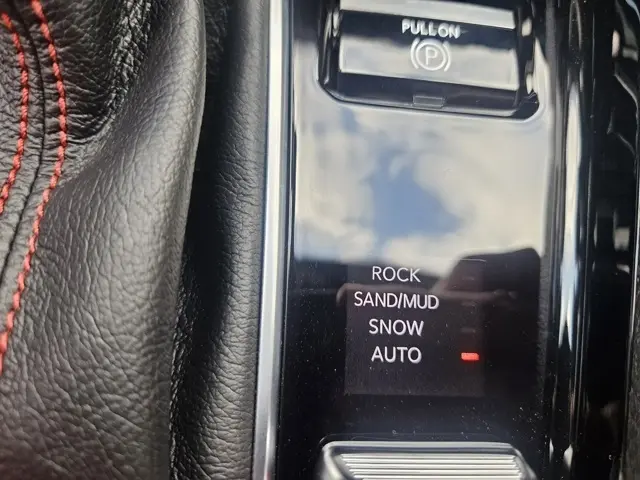 PULL ON
P
ROCK
SAND/MUD
SNOW
AUTO